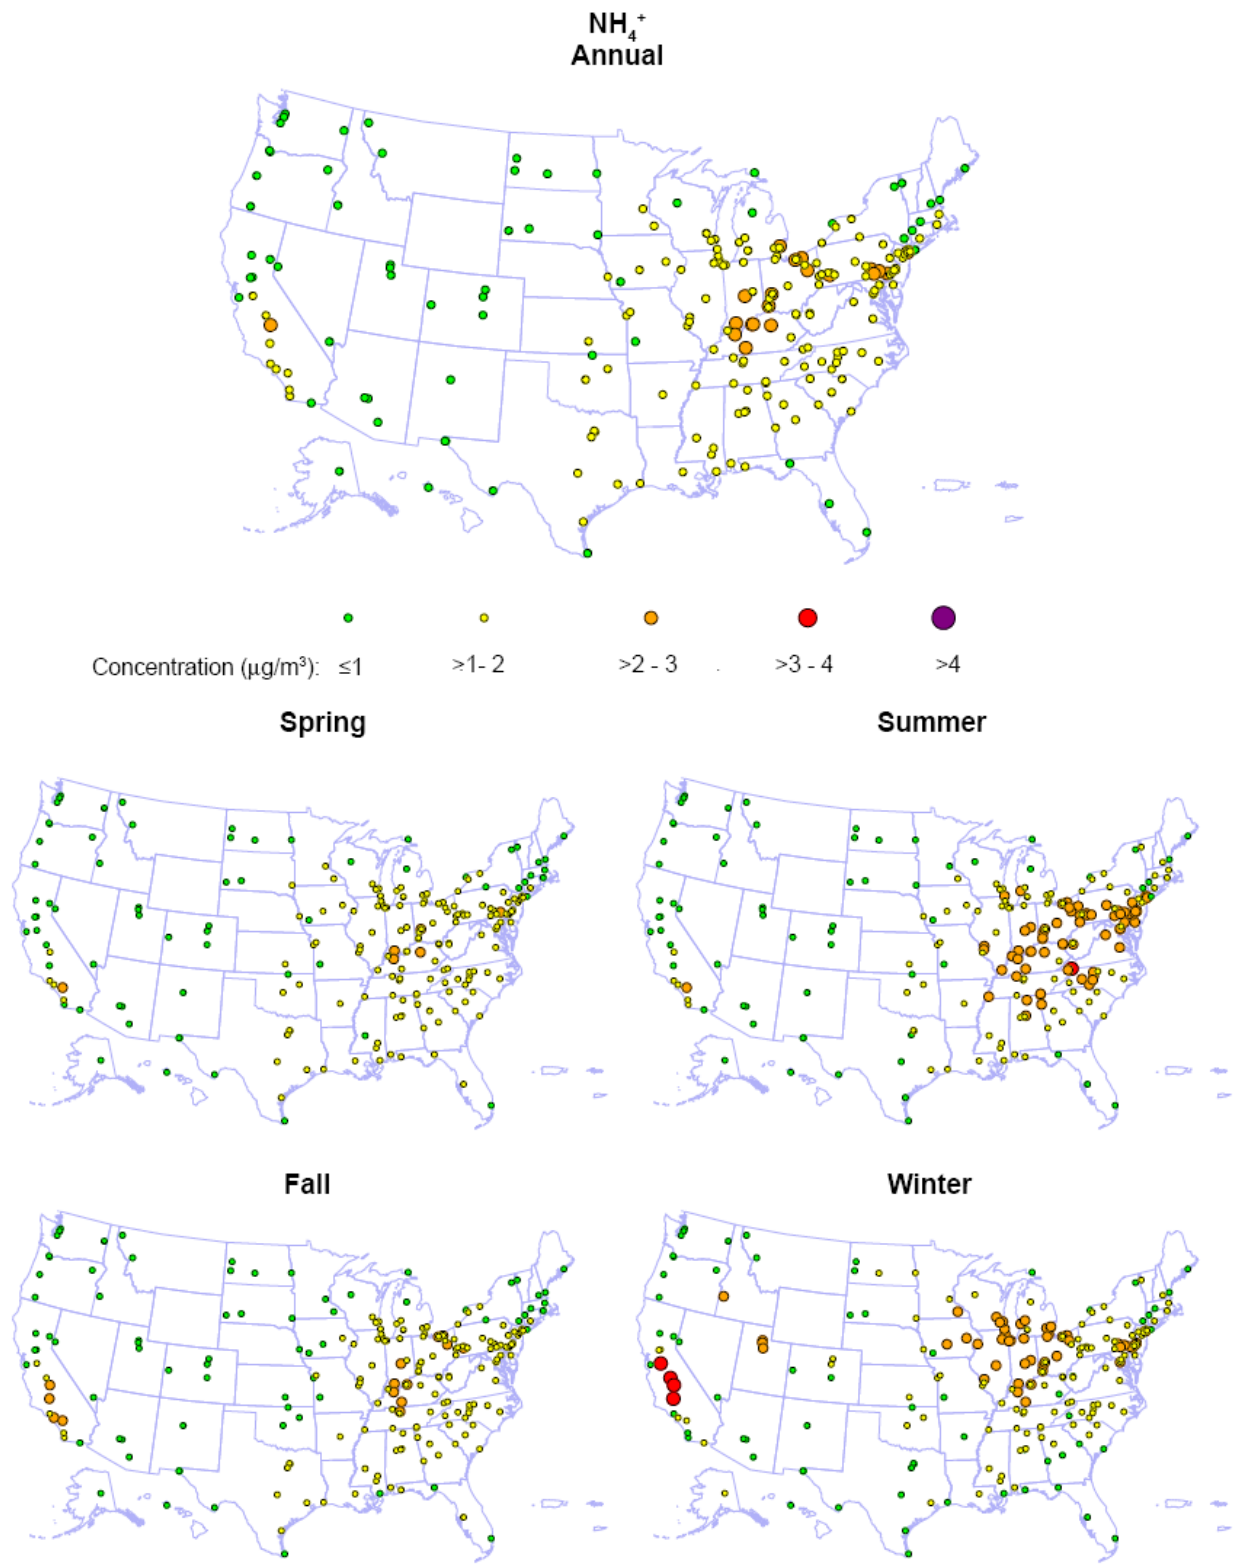 NH₄⁺
Annual
Concentration (μg/m³): ≤1 >1- 2 >2 - 3 >3 - 4 >4
Spring Summer
Fall Winter